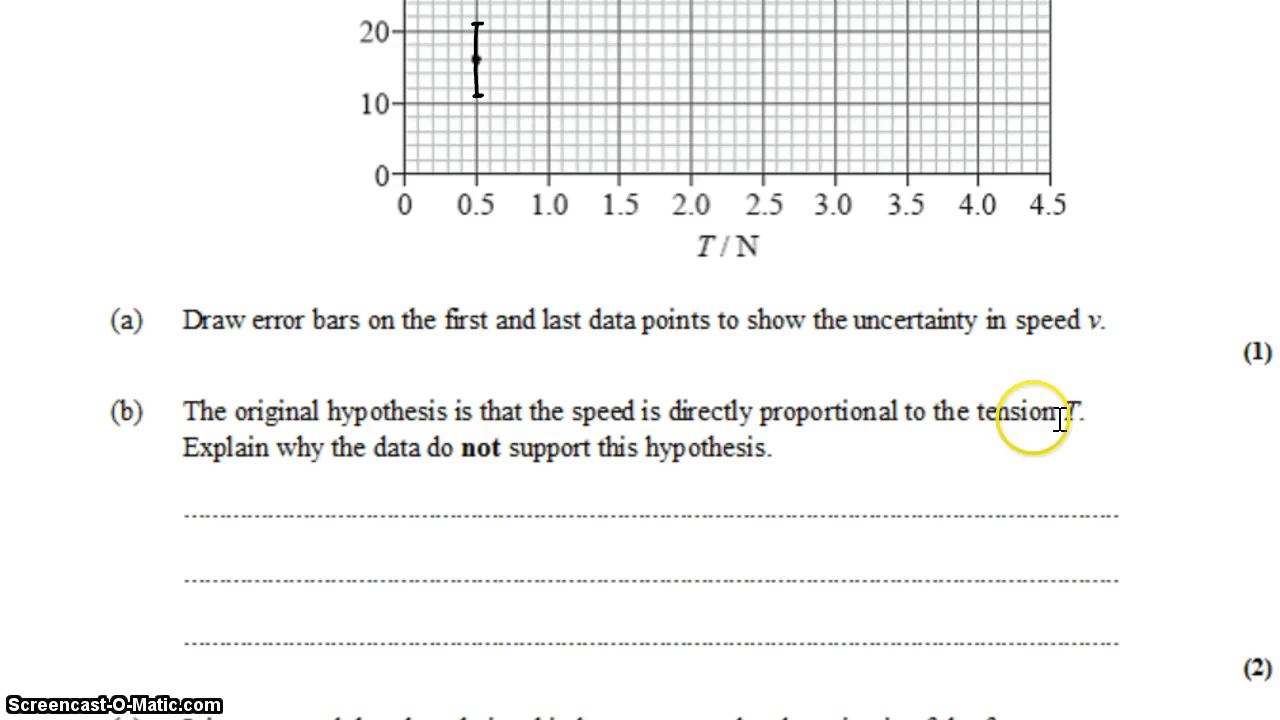 20
10
0
0 0.5 1.0 1.5 2.0 2.5 3.0 3.5 4.0 4.5
T / N
(a) Draw error bars on the first and last data points to show the uncertainty in speed v.
(1)
(b) The original hypothesis is that the speed is directly proportional to the tension T.
Explain why the data do not support this hypothesis.
(2)
Screencast-O-Matic.com